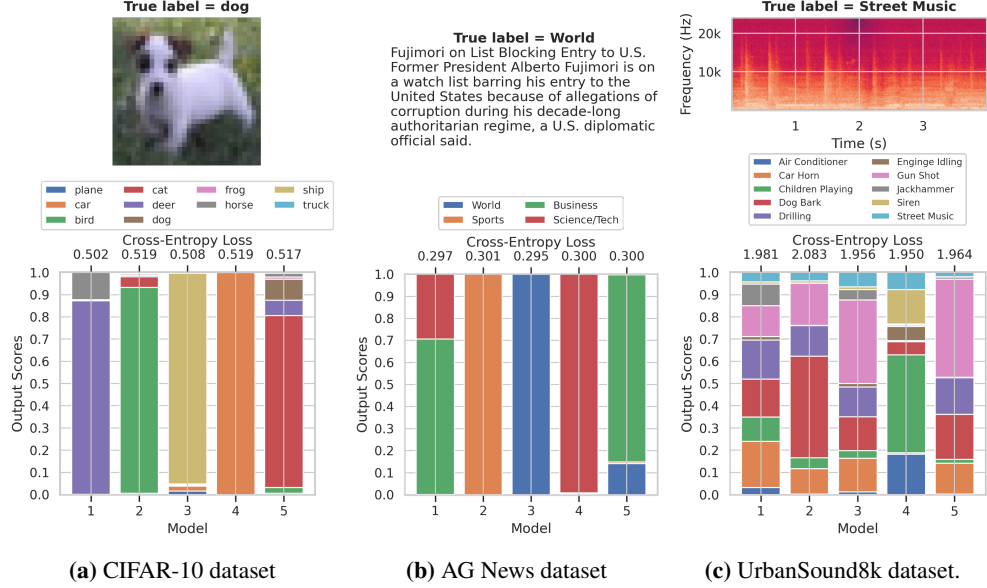 True label = dog
plane
cat
frog
ship
car
deer
horse
truck
bird
dog
Cross-Entropy Loss
0.502 0.519 0.508 0.519 0.517
Output Scores
1.0
0.9
0.8
0.7
0.6
0.5
0.4
0.3
0.2
0.1
0.0
1 2 3 4 5
Model
(a) CIFAR-10 dataset
True label = World
Fujimori on List Blocking Entry to U.S.
Former President Alberto Fujimori is on
a watch list barring his entry to the
United States because of allegations of
corruption during his decade-long
authoritarian regime, a U.S. diplomatic
official said.
World
Business
Sports
Science/Tech
Cross-Entropy Loss
0.297 0.301 0.295 0.300 0.300
Output Scores
1.0
0.9
0.8
0.7
0.6
0.5
0.4
0.3
0.2
0.1
0.0
1 2 3 4 5
Model
(b) AG News dataset
True label = Street Music
Frequency (Hz)
20k
10k
1 2 3
Time (s)
Air Conditioner
Enginge Idling
Car Horn
Gun Shot
Children Playing
Jackhammer
Dog Bark
Siren
Drilling
Street Music
Cross-Entropy Loss
1.981 2.083 1.956 1.950 1.964
Output Scores
1.0
0.9
0.8
0.7
0.6
0.5
0.4
0.3
0.2
0.1
0.0
1 2 3 4 5
Model
(c) UrbanSound8k dataset.